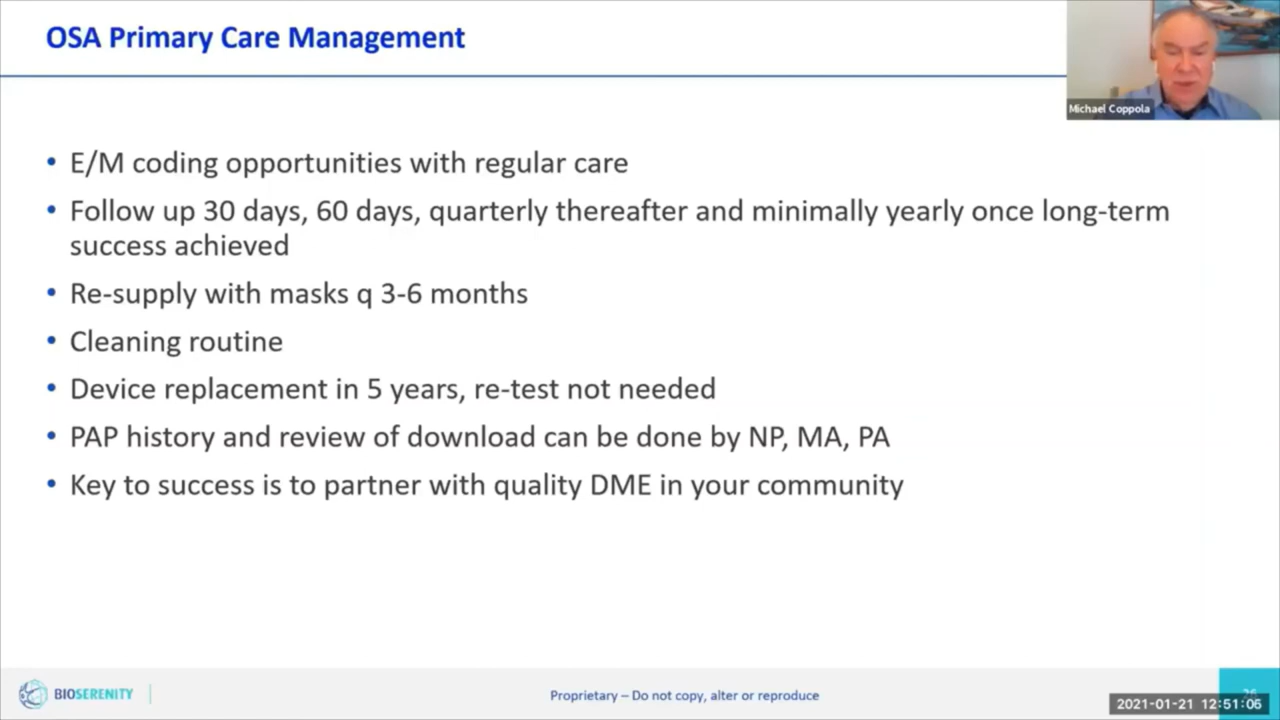 OSA Primary Care Management
Michael Coppola
• E/M coding opportunities with regular care
• Follow up 30 days, 60 days, quarterly thereafter and minimally yearly once long-term
success achieved
• Re-supply with masks q 3-6 months
• Cleaning routine
• Device replacement in 5 years, re-test not needed
• PAP history and review of download can be done by NP, MA, PA
• Key to success is to partner with quality DME in your community
BIOSERENITY
Proprietary – Do not copy, alter or reproduce
2021-01-21 12:51:06